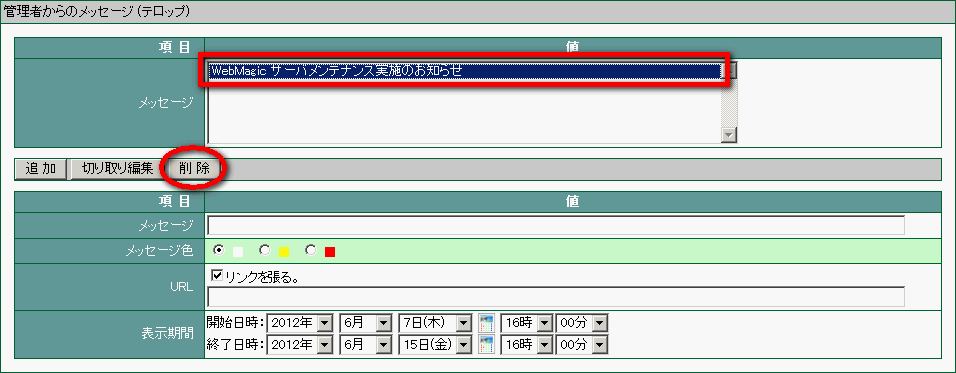 管理者からのメッセージ(テロップ)
項 目 値
メッセージ WebMagic サーバメンテナンス実施のお知らせ
追 加 切り取り編集 削 除
項 目 値
メッセージ
メッセージ色
URL リンクを張る。
表示期間 開始日時: 2012年 6月 7日(木) 16時 00分
終了日時: 2012年 6月 15日(金) 16時 00分